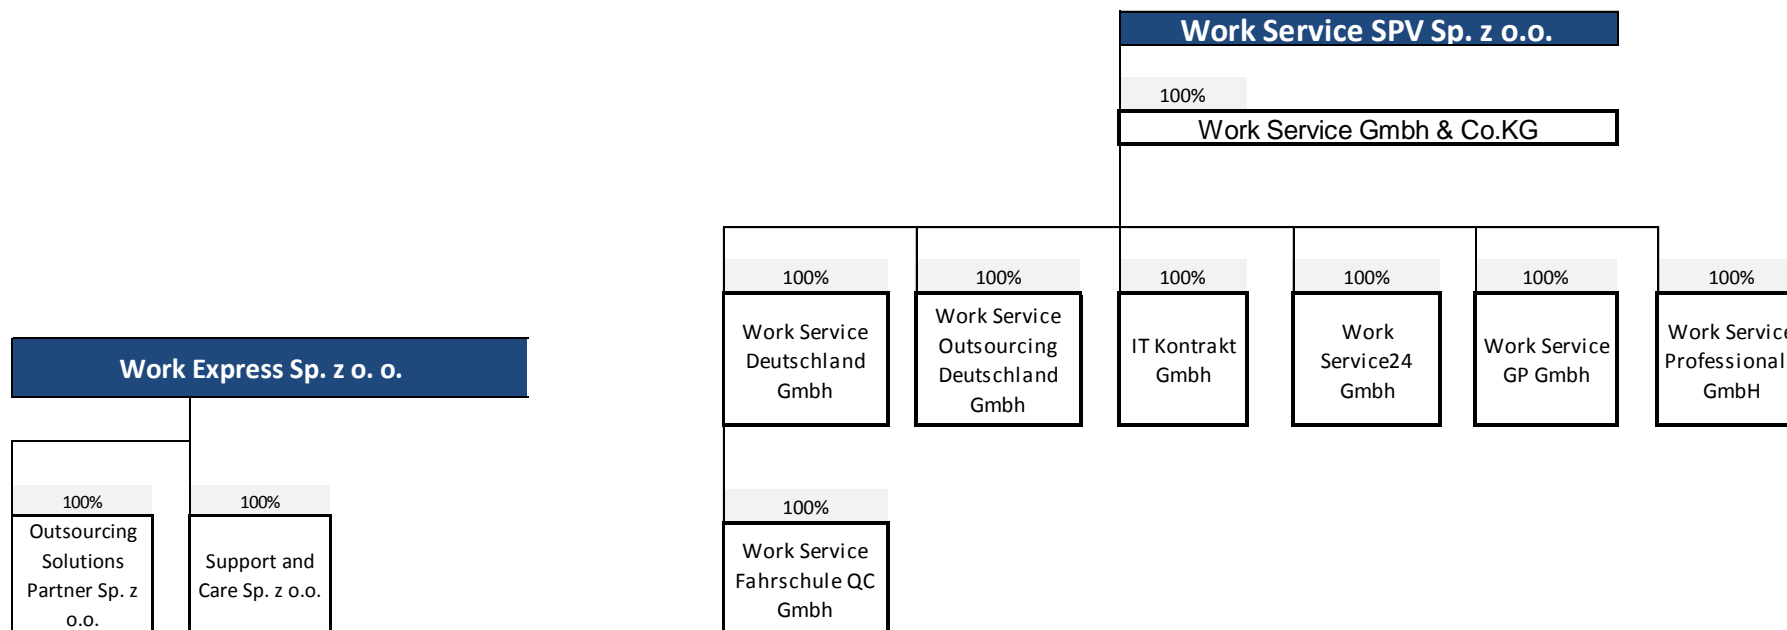 Work Service SPV Sp. z o.o.
100%
Work Service Gmbh & Co.KG
100%
Work Service
Deutschland
Gmbh
100%
Work Service
Outsourcing
Deutschland
Gmbh
100%
IT Kontrakt
Gmbh
100%
Work
Service24
Gmbh
100%
Work Service
GP Gmbh
100%
Work Service
Professional
GmbH
100%
Work Service
Fahrschule QC
Gmbh
Work Express Sp. z o. o.
100%
Outsourcing
Solutions
Partner Sp. z
o.o.
100%
Support and
Care Sp. z o.o.